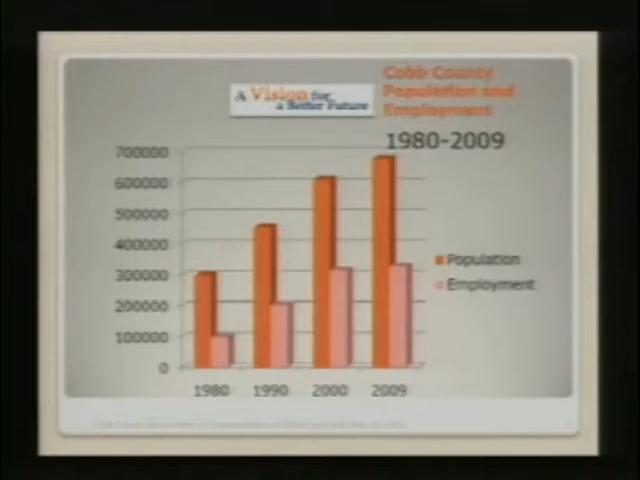 A Vision for
a Better Future
Cobb County
Population and
Employment
1980-2009
700000
600000
500000
400000
300000
200000
100000
0
1980 1990 2000 2009
Population
Employment